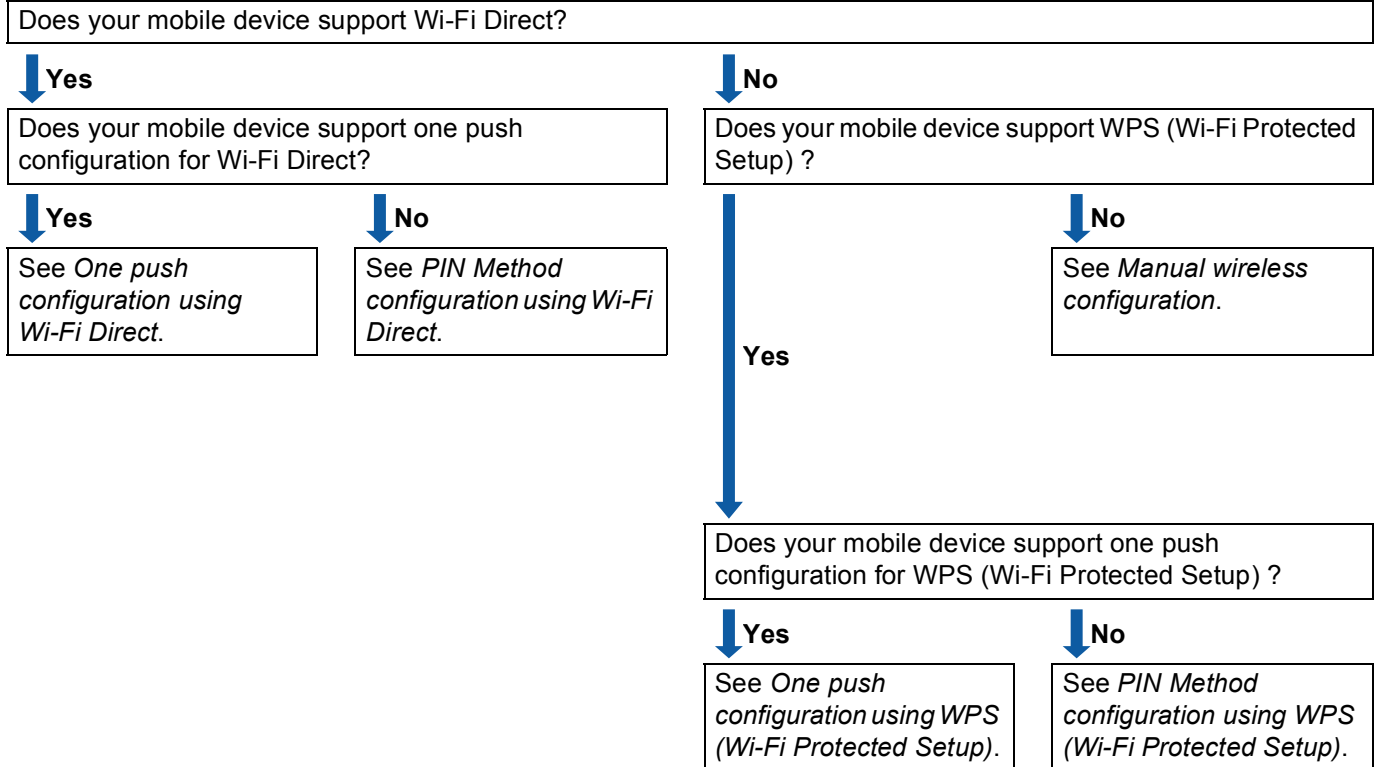 Does your mobile device support Wi-Fi Direct?
Yes
No
Does your mobile device support one push
configuration for Wi-Fi Direct?
Does your mobile device support WPS (Wi-Fi Protected
Setup) ?
Yes
No
No
See One push
configuration using
Wi-Fi Direct.
See PIN Method
configuration using Wi-Fi
Direct.
See Manual wireless
configuration.
Yes
Does your mobile device support one push
configuration for WPS (Wi-Fi Protected Setup) ?
Yes
No
See One push
configuration using WPS
(Wi-Fi Protected Setup).
See PIN Method
configuration using WPS
(Wi-Fi Protected Setup).